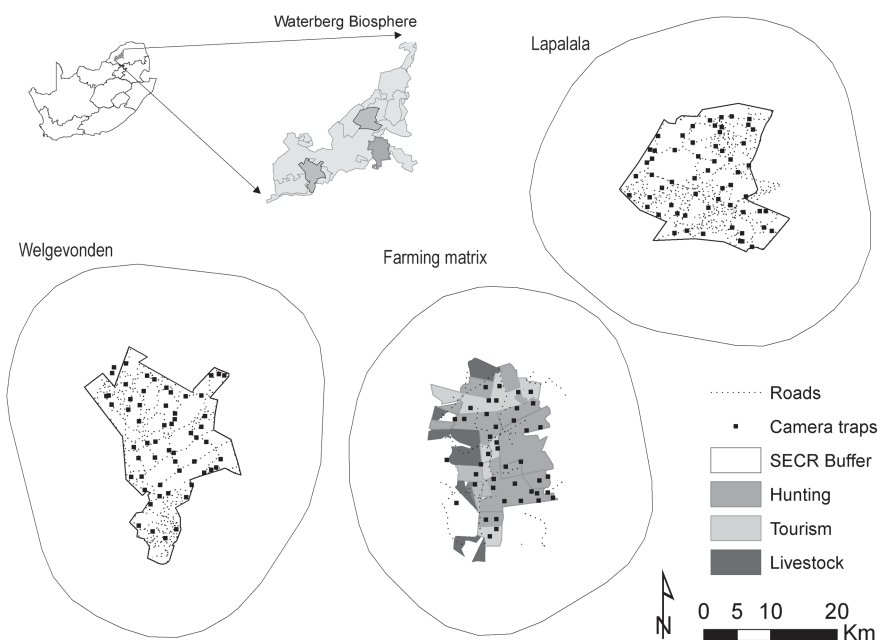 Waterberg Biosphere
Lapalala
Welgevonden
Farming matrix
Roads
Camera traps
SECR Buffer
Hunting
Tourism
Livestock
N
0 5 10 20
Km